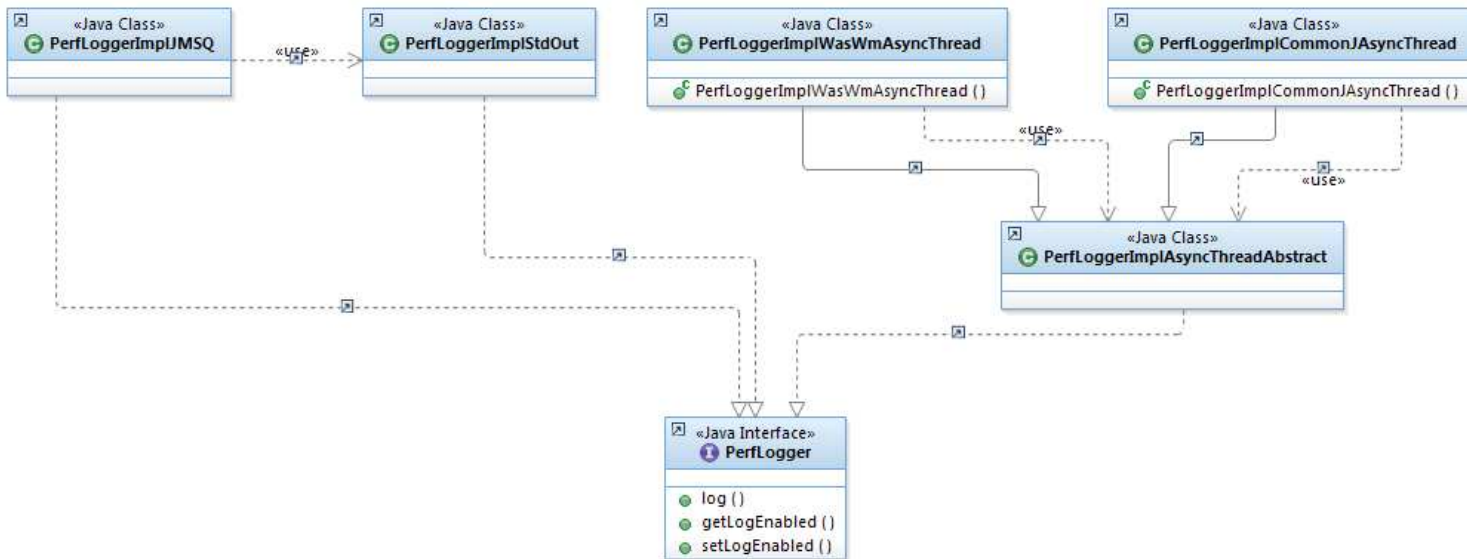 «Java Class»
PerfLoggerImplJMSQ
«use»
«Java Class»
PerfLoggerImplStdOut
«Java Class»
PerfLoggerImplWasWmAsyncThread
PerfLoggerImplWasWmAsyncThread ( )
«Java Class»
PerfLoggerImplCommonJAsyncThread
PerfLoggerImplCommonJAsyncThread ( )
«use»
«use»
«Java Class»
PerfLoggerImplAsyncThreadAbstract
«Java Interface»
PerfLogger
log ( )
getLogEnabled ( )
setLogEnabled ( )